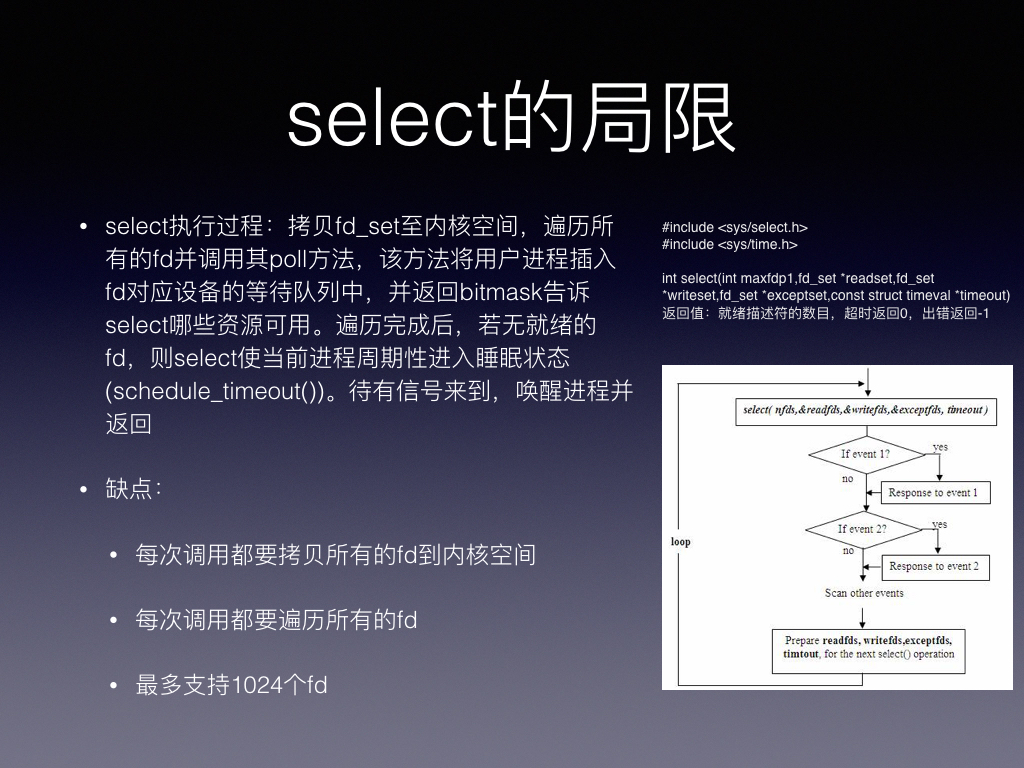 select的局限
• select执行过程：拷贝fd_set至内核空间，遍历所
有的fd并调用其poll方法，该方法将用户进程插入
fd对应设备的等待队列中，并返回bitmask告诉
select哪些资源可用。遍历完成后，若无就绪的
fd，则select使当前进程周期性进入睡眠状态
(schedule_timeout())。待有信号来到，唤醒进程并
返回
• 缺点：
• 每次调用都要拷贝所有的fd到内核空间
• 每次调用都要遍历所有的fd
• 最多支持1024个fd
#include <sys/select.h>
#include <sys/time.h>
int select(int maxfdp1,fd_set *readset,fd_set
*writeset,fd_set *exceptset,const struct timeval *timeout)
返回值：就绪描述符的数目，超时返回0，出错返回-1
select( nfds,&readfds,&writefds,&exceptfds, timeout )
If event 1?
yes
no
Response to event 1
If event 2?
yes
no
loop
Response to event 2
Scan other events
Prepare readfds, writefds,exceptfds,
timtout, for the next select() operation